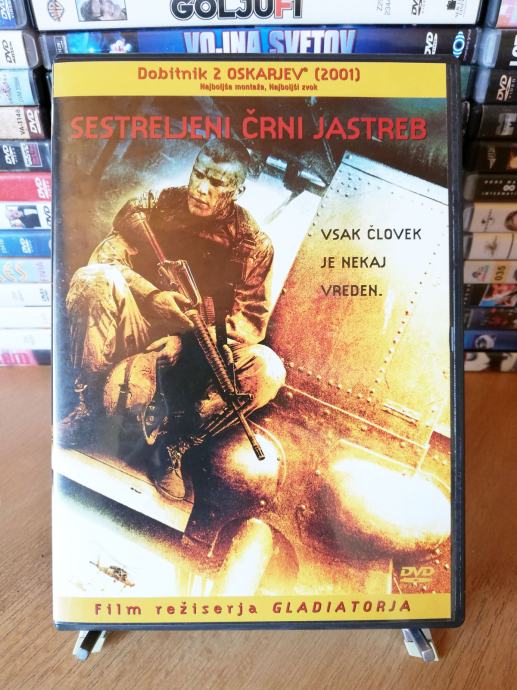 GOLJUFI
VOJNA SVETOV
DVD
Dobitnik 2 OSKARJEV® (2001)
Najboljša montaža, Najboljši zvok
SESTRELJENI ČRNI JASTREB
VSAK ČLOVEK
JE NEKAJ
VREDEN.
DVD
Film režiserja GLADIATORJA